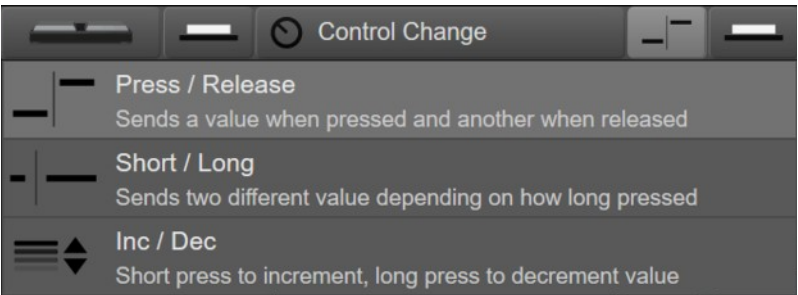 Control Change
Press / Release
Sends a value when pressed and another when released
Short / Long
Sends two different value depending on how long pressed
Inc / Dec
Short press to increment, long press to decrement value